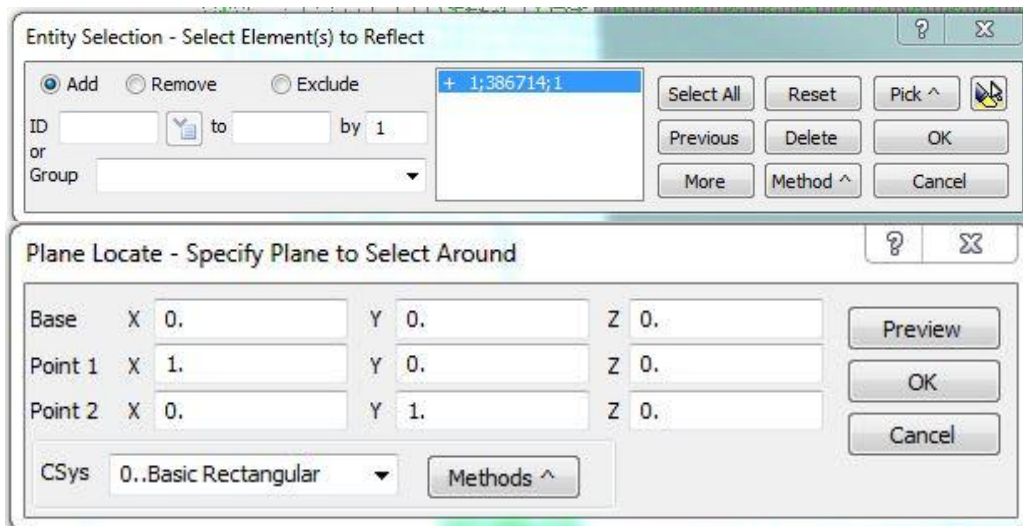 Entity Selection - Select Element(s) to Reflect
Add Remove Exclude
+ 1;386714;1
Select All Reset Pick ^
ID to by 1
Previous Delete OK
or
Group
More Method ^ Cancel
Plane Locate - Specify Plane to Select Around
Base X 0. Y 0. Z 0.
Preview
Point 1 X 1. Y 0. Z 0.
OK
Point 2 X 0. Y 1. Z 0.
Cancel
CSys 0..Basic Rectangular Methods ^